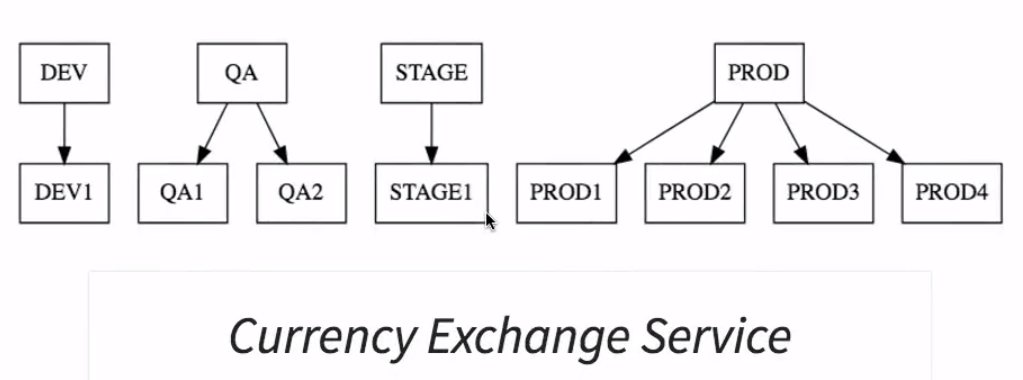 DEV QA STAGE PROD
DEV1 QA1 QA2 STAGE1 PROD1 PROD2 PROD3 PROD4
Currency Exchange Service